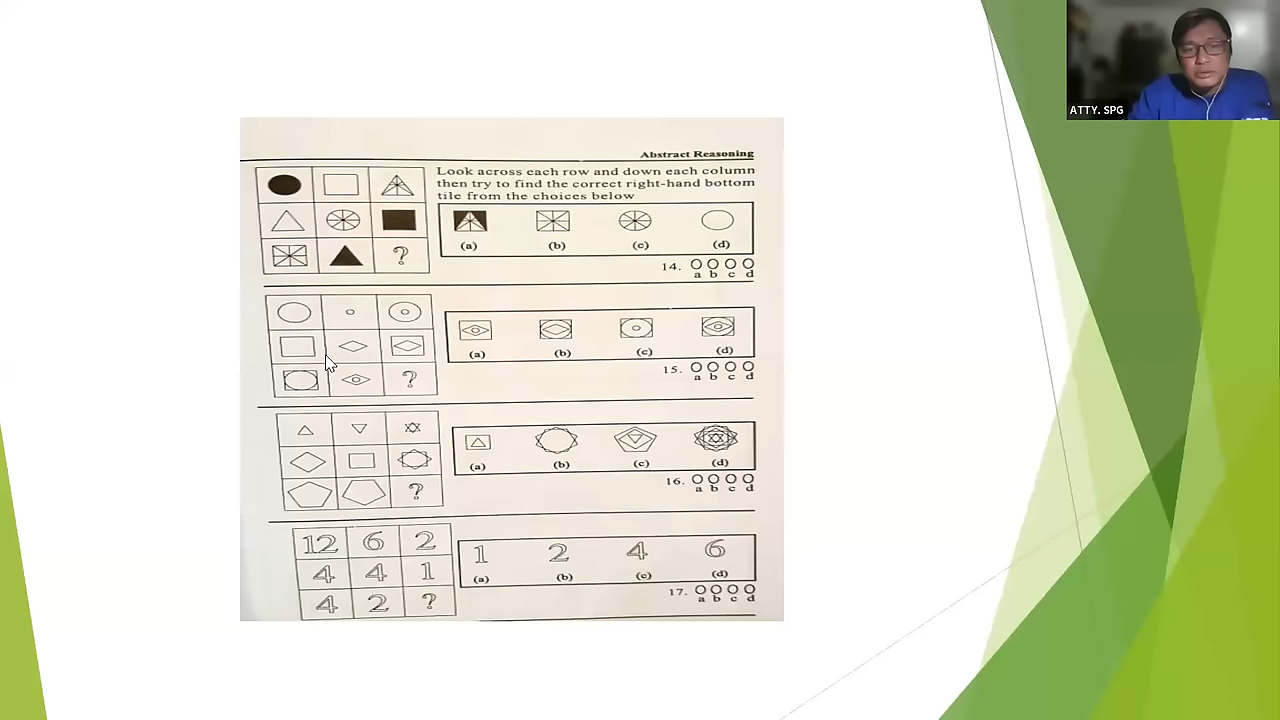 ATTY. SPG
Abstract Reasoning
Look across each row and down each column
then try to find the correct right-hand bottom
tile from the choices below
?
(a) (b) (c) (d)
14.
a b c d
?
(a) (b) (c) (d)
15.
a b c d
?
(a) (b) (c) (d)
16.
a b c d
12 6 2
4 4 1
4 2 ?
1 2 4 6
(a) (b) (c) (d)
17.
a b c d